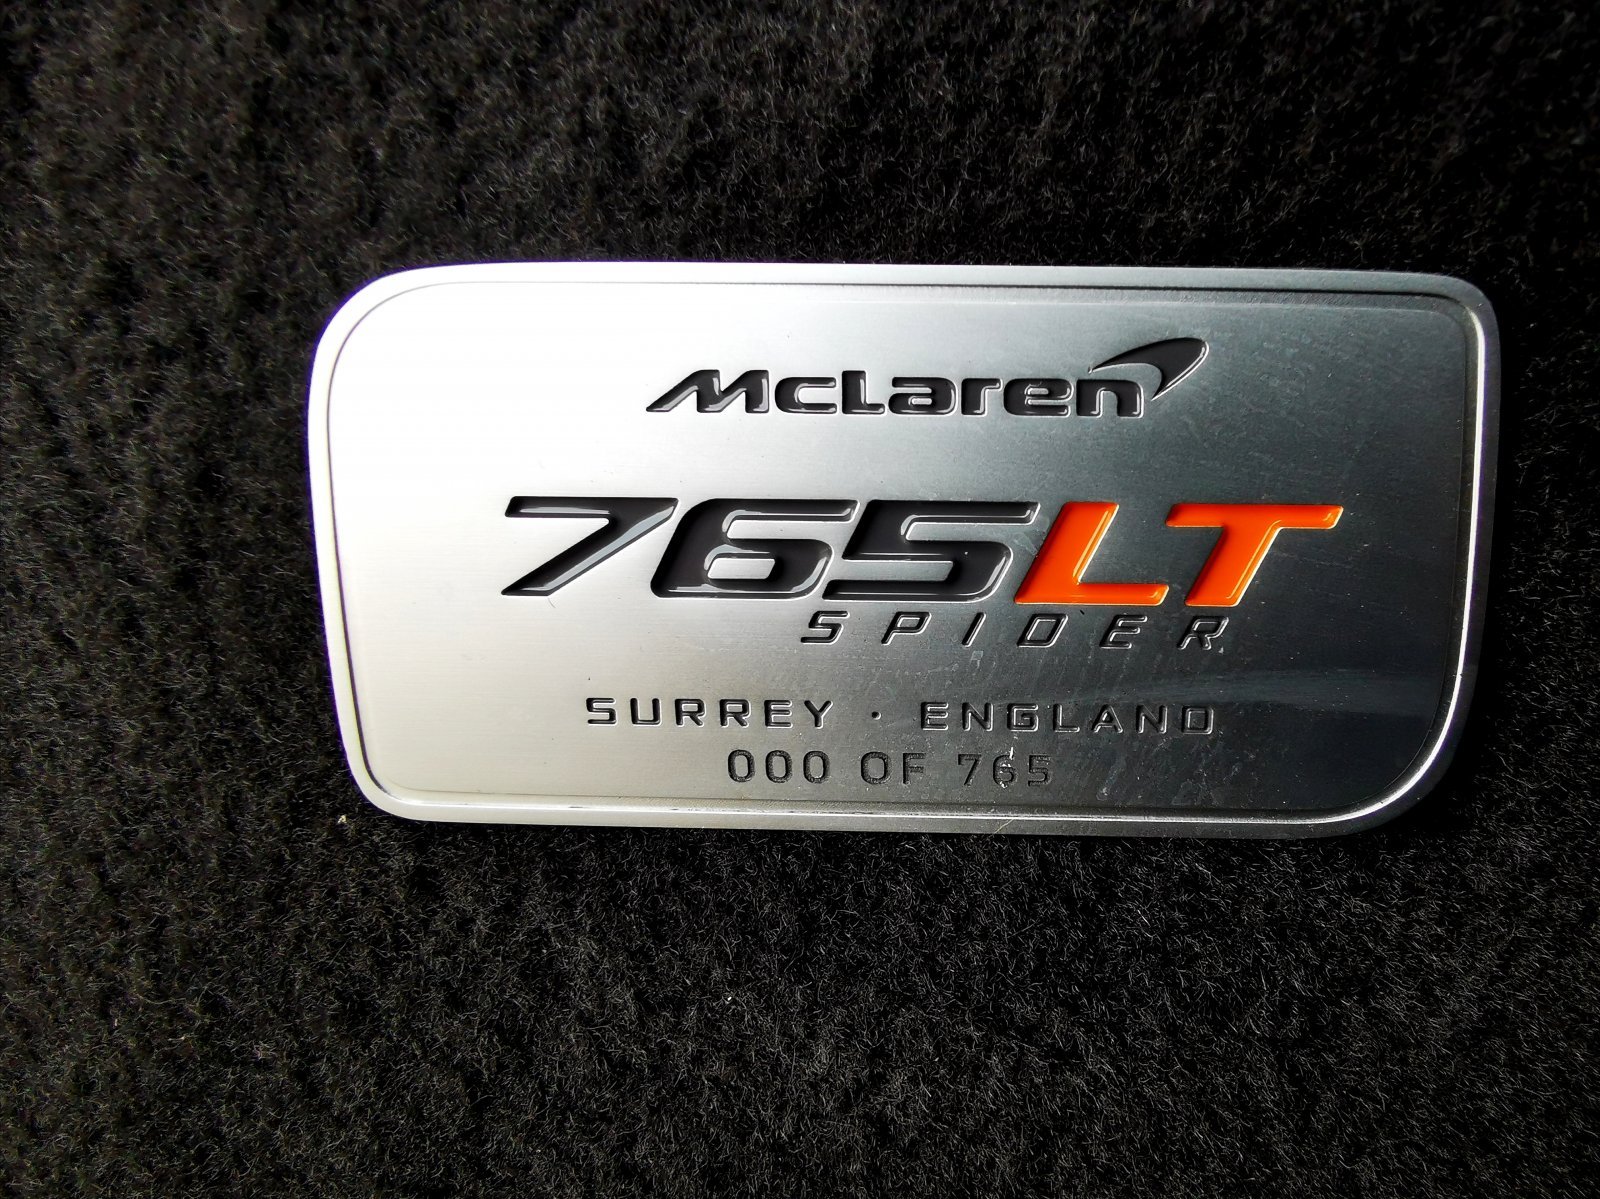 McLaren
765LT
SPIDER
SURREY · ENGLAND
000 OF 765